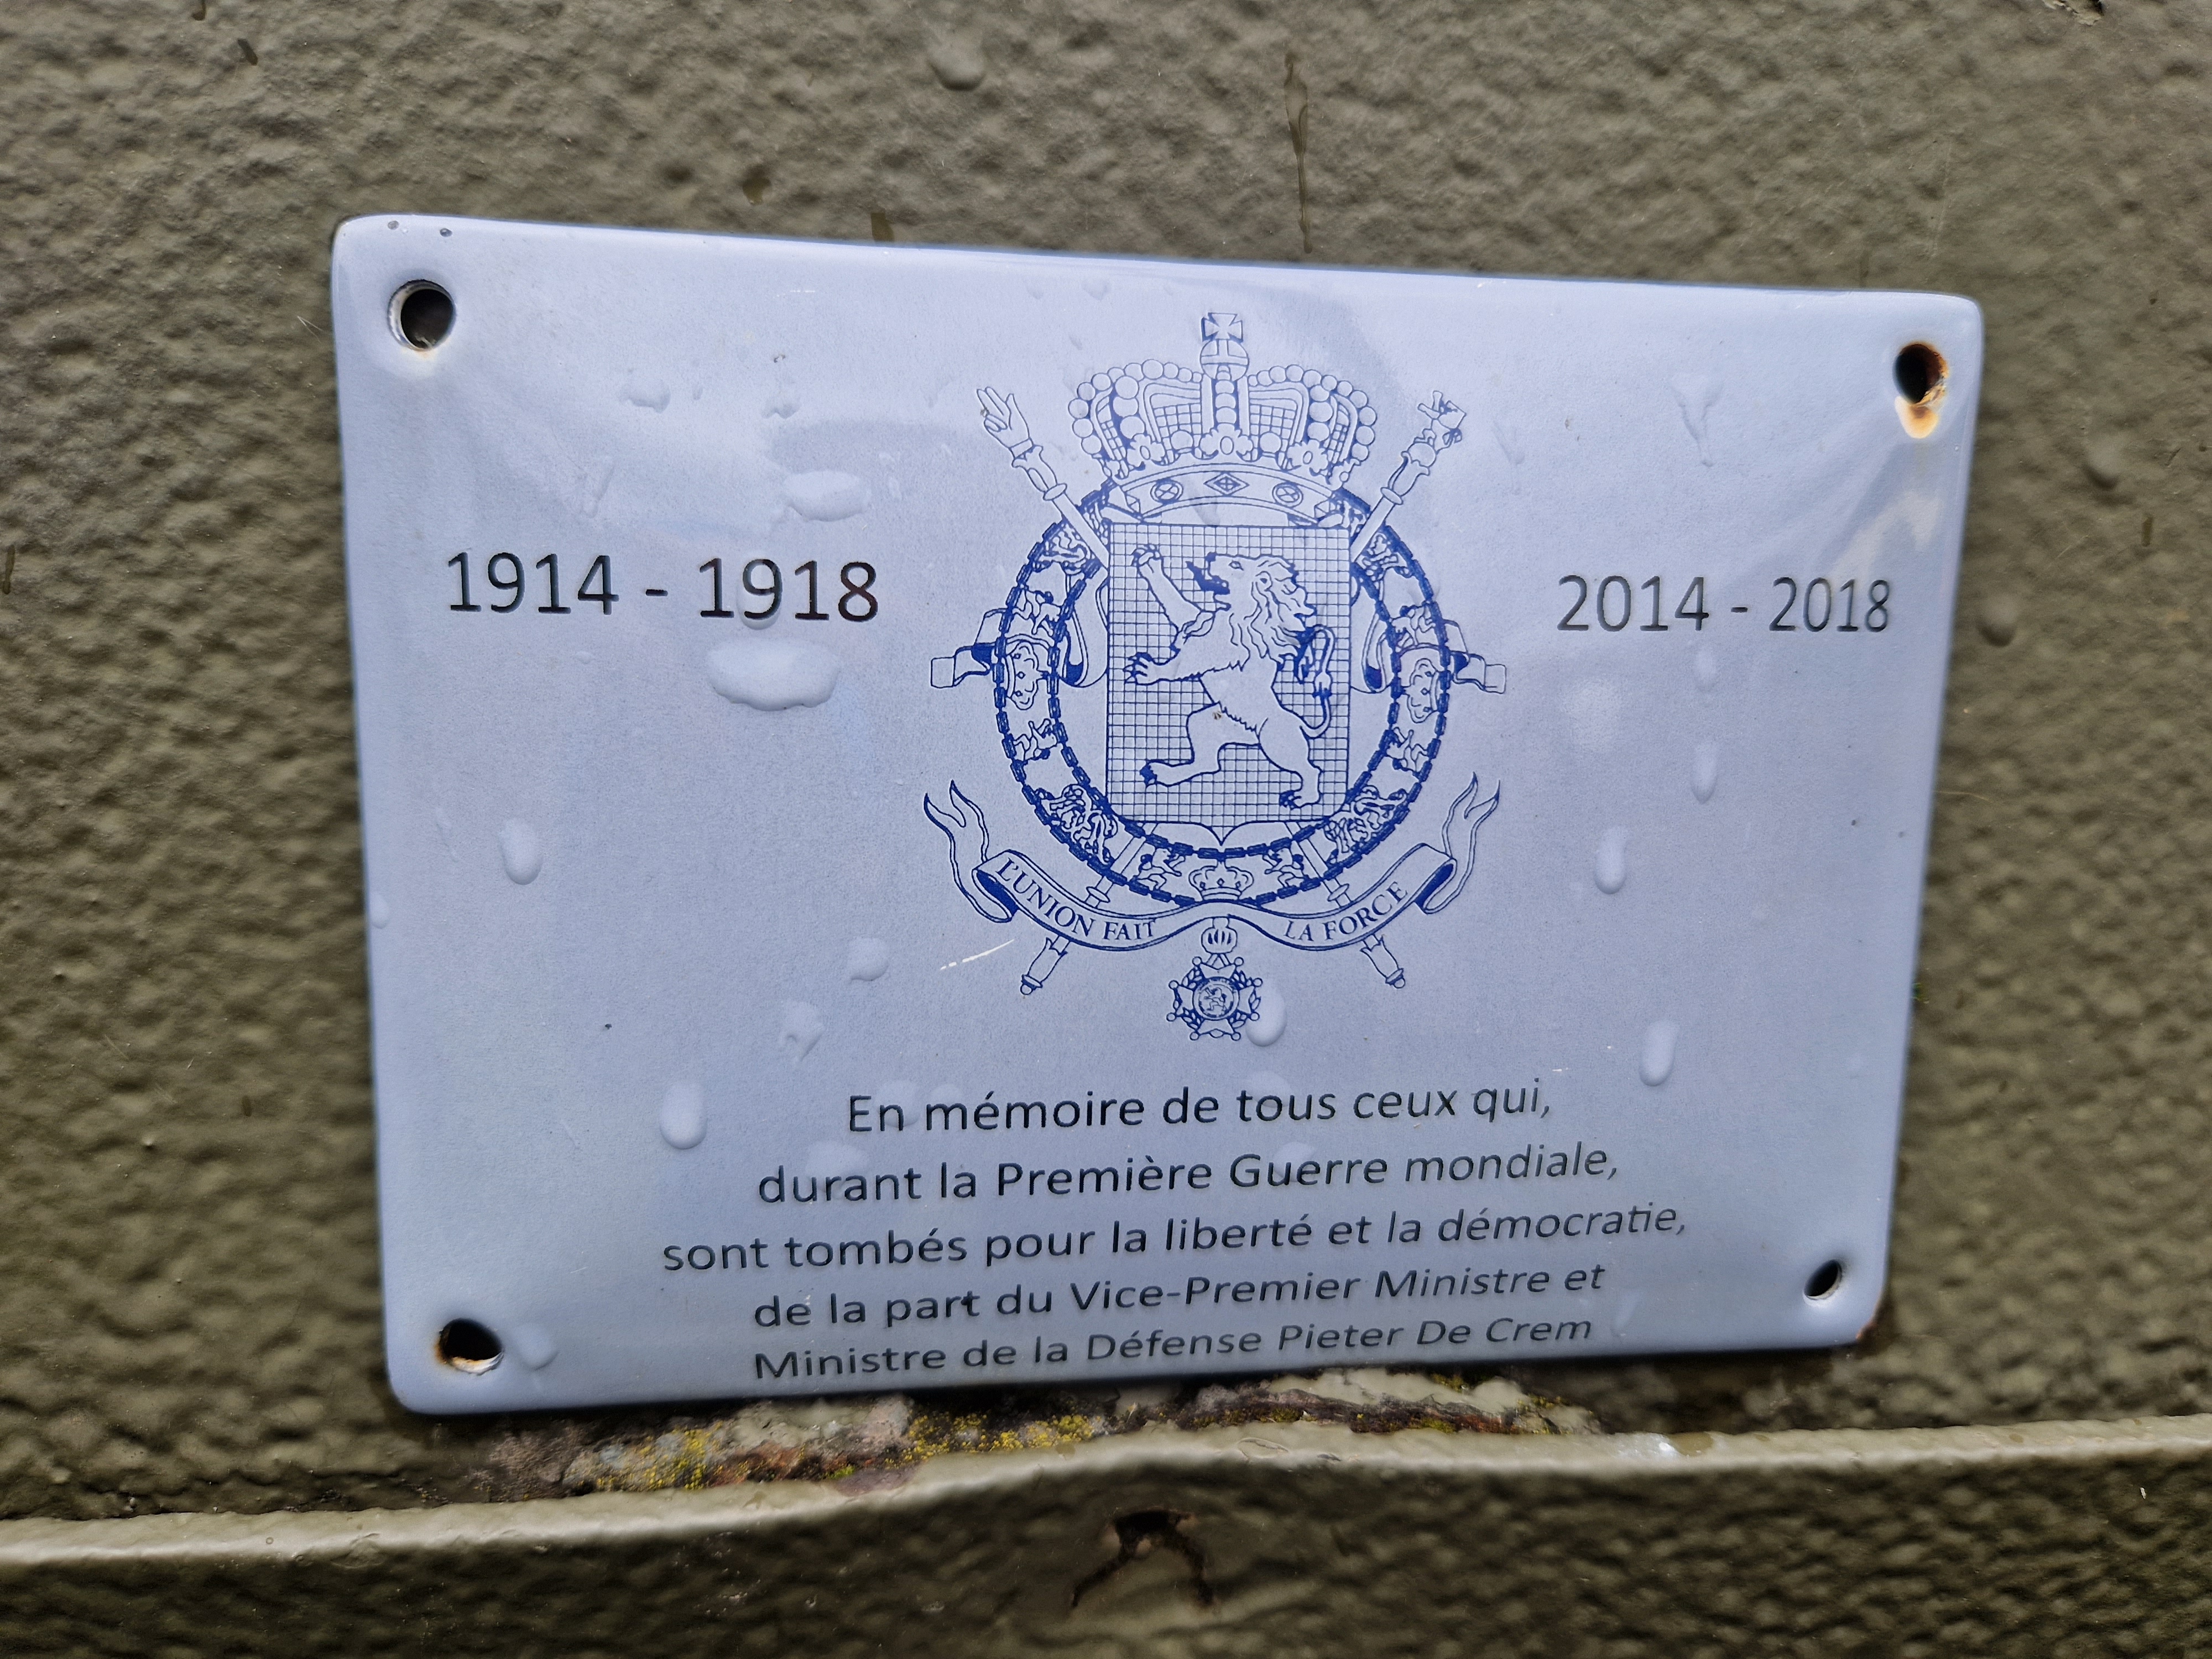 1914 - 1918
2014 - 2018
L'UNION FAIT LA FORCE
En mémoire de tous ceux qui,
durant la Première Guerre mondiale,
sont tombés pour la liberté et la démocratie,
de la part du Vice-Premier Ministre et
Ministre de la Défense Pieter De Crem